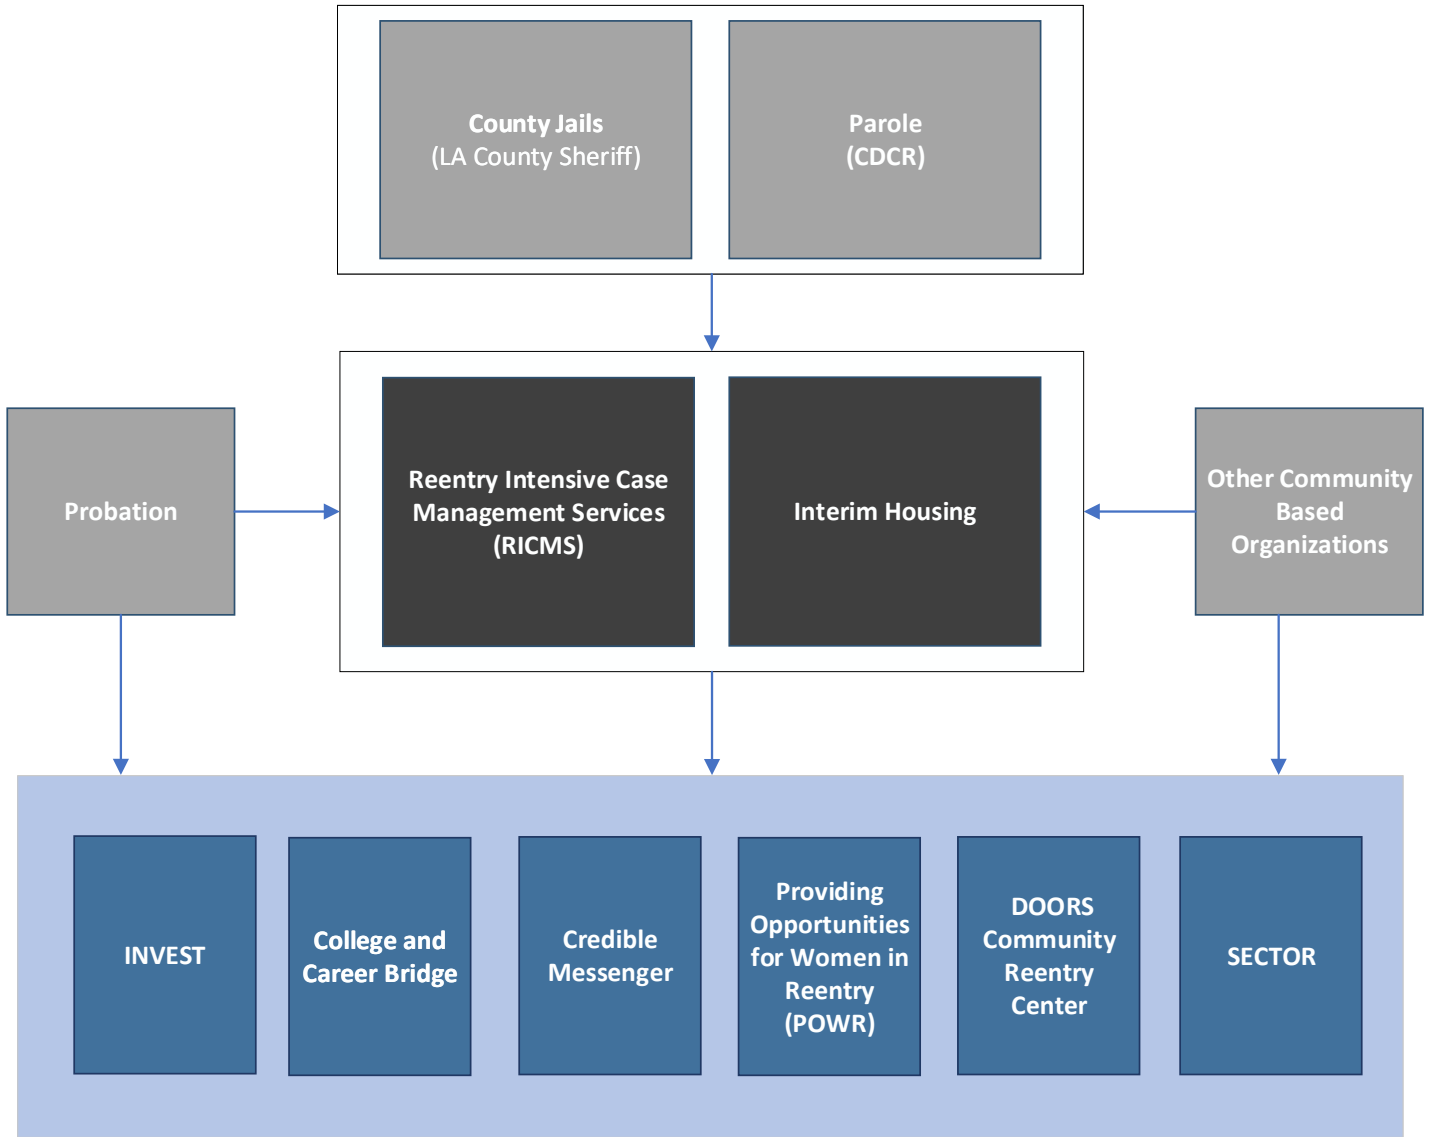 County Jails
(LA County Sheriff)
Parole
(CDCR)
Probation
Reentry Intensive Case
Management Services
(RICMS)
Interim Housing
Other Community
Based
Organizations
INVEST
College and
Career Bridge
Credible
Messenger
Providing
Opportunities
for Women in
Reentry
(POWR)
DOORS
Community
Reentry
Center
SECTOR